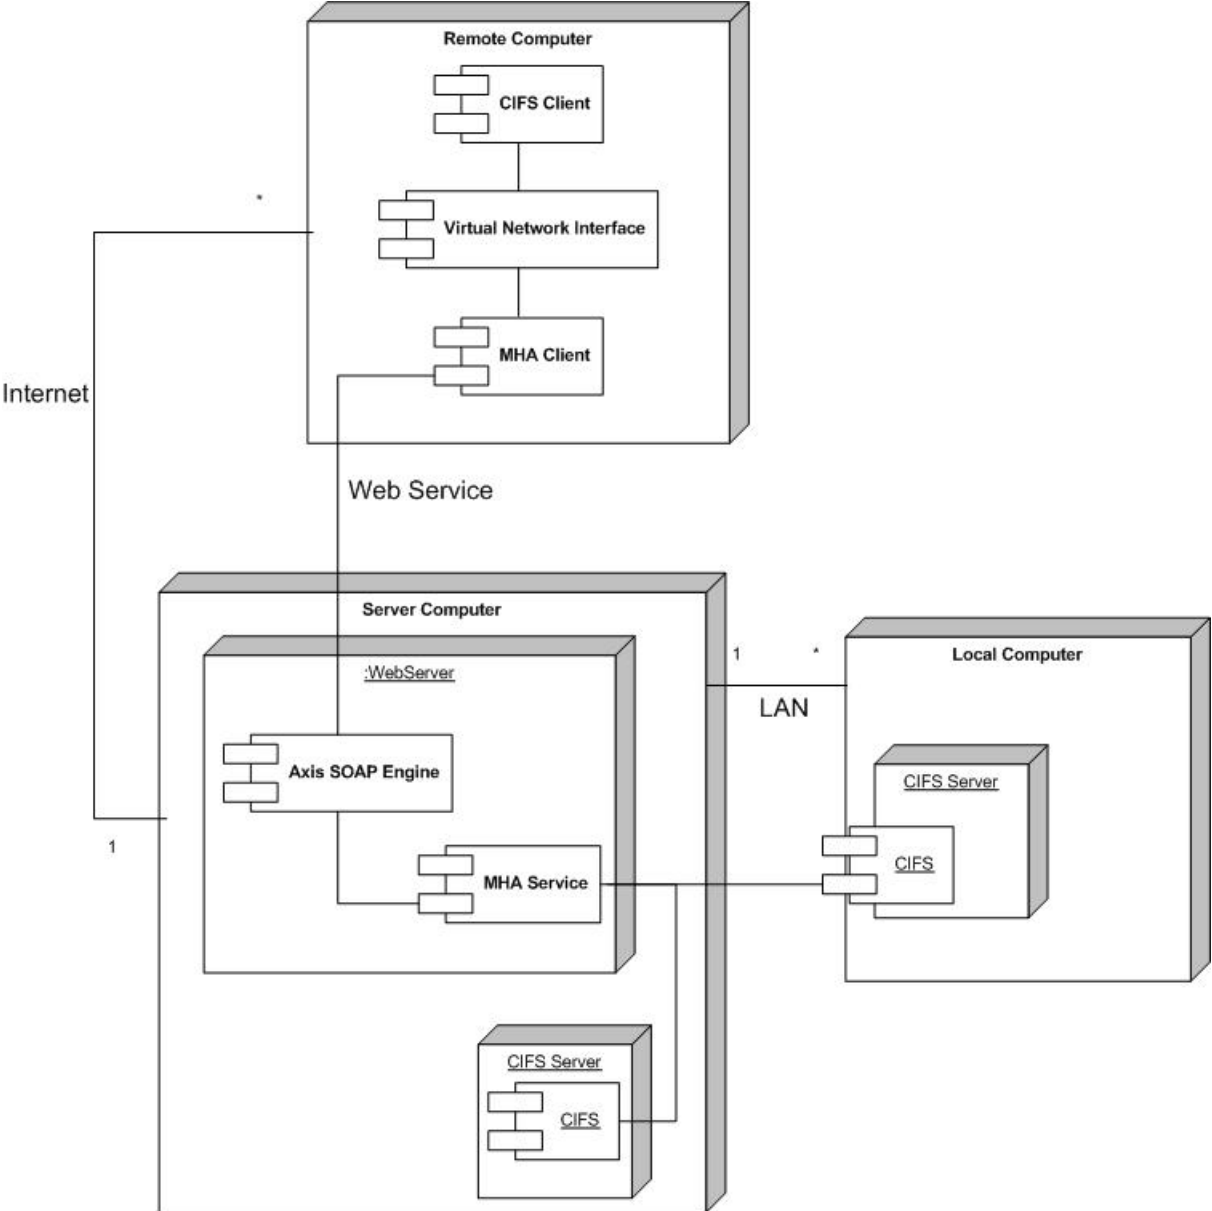 Remote Computer
CIFS Client
*
Virtual Network Interface
MHA Client
Internet
Web Service
Server Computer
1
*
Local Computer
:WebServer
LAN
Axis SOAP Engine
CIFS Server
1
CIFS
MHA Service
CIFS Server
CIFS